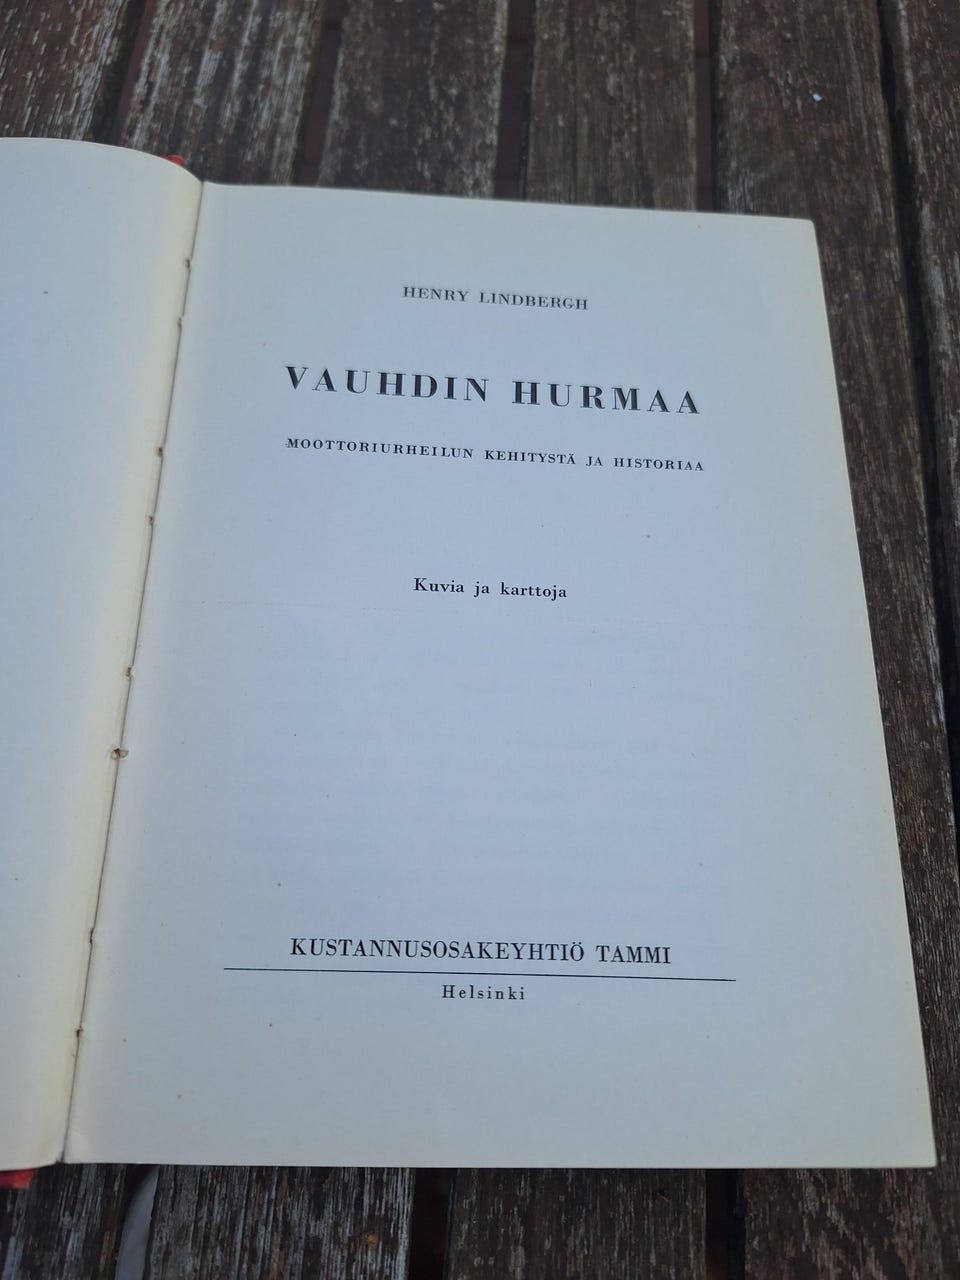 HENRY LINDBERGH
VAUHDIN HURMAA
MOOTTORIURHEILUN KEHITYSTÄ JA HISTORIAA
Kuvia ja karttoja
KUSTANNUSOSAKEYHTIÖ TAMMI
Helsinki